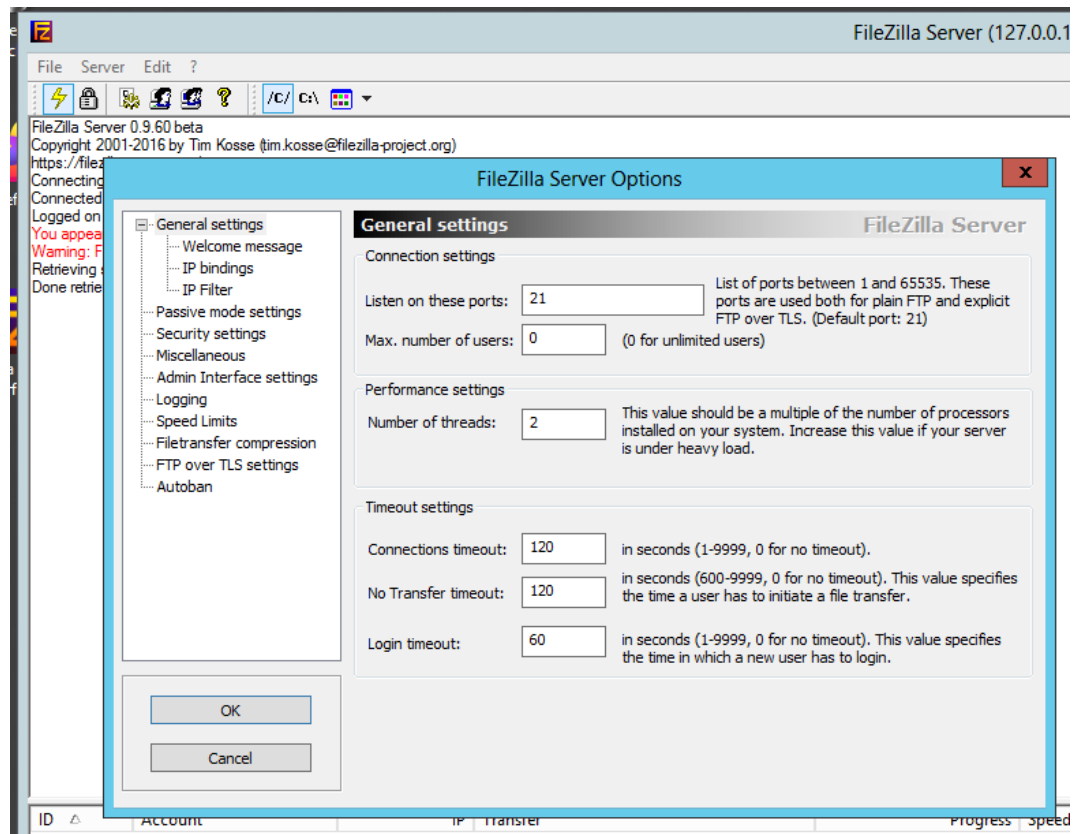 FileZilla Server (127.0.0.1
File Server Edit ?
/C/ C:\
FileZilla Server 0.9.60 beta
Copyright 2001-2016 by Tim Kosse (tim.kosse@filezilla-project.org)
https://filez
Connecting
Connected
Logged on
You appea
Warning: F
Retrieving
Done retrie
FileZilla Server Options
X
General settings
Welcome message
IP bindings
IP Filter
Passive mode settings
Security settings
Miscellaneous
Admin Interface settings
Logging
Speed Limits
Filetransfer compression
FTP over TLS settings
Autoban
OK
Cancel
General settings FileZilla Server
Connection settings
Listen on these ports: 21
List of ports between 1 and 65535. These
ports are used both for plain FTP and explicit
FTP over TLS. (Default port: 21)
Max. number of users: 0 (0 for unlimited users)
Performance settings
Number of threads: 2
This value should be a multiple of the number of processors
installed on your system. Increase this value if your server
is under heavy load.
Timeout settings
Connections timeout: 120 in seconds (1-9999, 0 for no timeout).
No Transfer timeout: 120
in seconds (600-9999, 0 for no timeout). This value specifies
the time a user has to initiate a file transfer.
Login timeout: 60
in seconds (1-9999, 0 for no timeout). This value specifies
the time in which a new user has to login.
ID Account IP Transfer Progress Speed